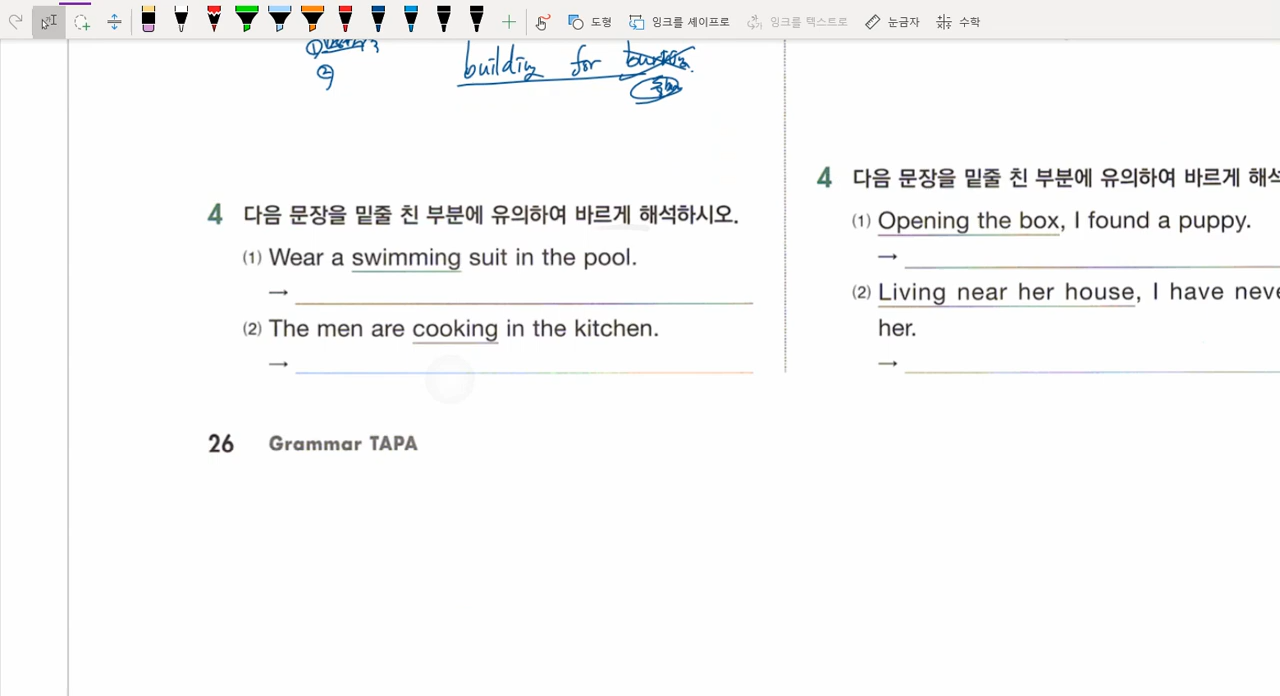 도형
잉크를 셰이프로
잉크를 텍스트로
눈금자
수학
building for
②
4 다음 문장을 밑줄 친 부분에 유의하여 바르게 해석하시오.
(1) Wear a swimming suit in the pool.
→
(2) The men are cooking in the kitchen.
→
26 Grammar TAPA
4 다음 문장을 밑줄 친 부분에 유의하여 바르게 해석
(1) Opening the box, I found a puppy.
→
(2) Living near her house, I have neve
her.
→